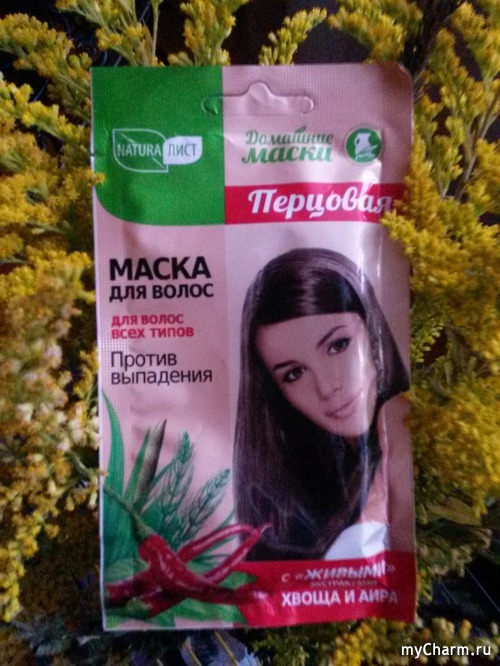 NATURA ЛИСТ
Домашние
маски
Перцовая
МАСКА
ДЛЯ ВОЛОС
ДЛЯ ВОЛОС
ВСЕХ ТИПОВ
Против
выпадения
с «ЖИВЫМИ»
ЭКСТРАКТАМИ
ХВОЩА И АИРА
myCharm.ru